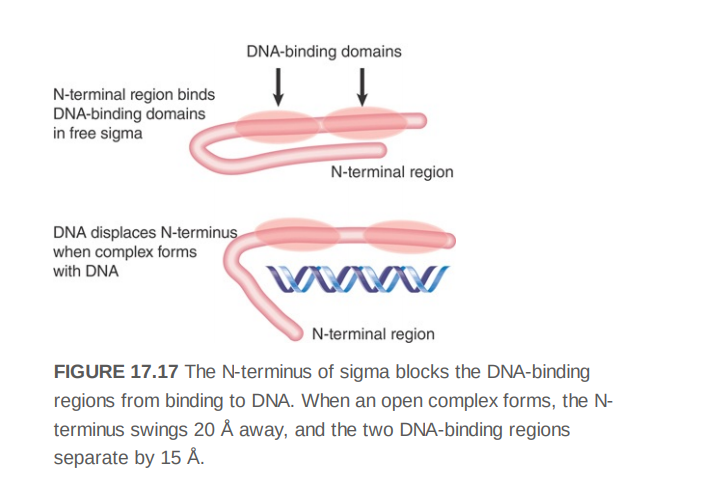 DNA-binding domains
N-terminal region binds
DNA-binding domains
in free sigma
N-terminal region
DNA displaces N-terminus
when complex forms
with DNA
N-terminal region
FIGURE 17.17 The N-terminus of sigma blocks the DNA-binding
regions from binding to DNA. When an open complex forms, the N-
terminus swings 20 Å away, and the two DNA-binding regions
separate by 15 Å.